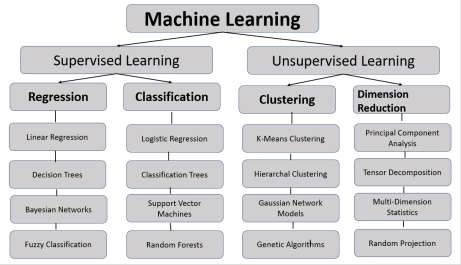 Machine Learning
Supervised Learning
Unsupervised Learning
Regression
Classification
Clustering
Dimension
Reduction
Linear Regression
Logistic Regression
K-Means Clustering
Principal Component
Analysis
Decision Trees
Classification Trees
Hierarchal Clustering
Tensor Decomposition
Bayesian Networks
Support Vector
Machines
Gaussian Network
Models
Multi-Dimension
Statistics
Fuzzy Classification
Random Forests
Genetic Algorithms
Random Projection